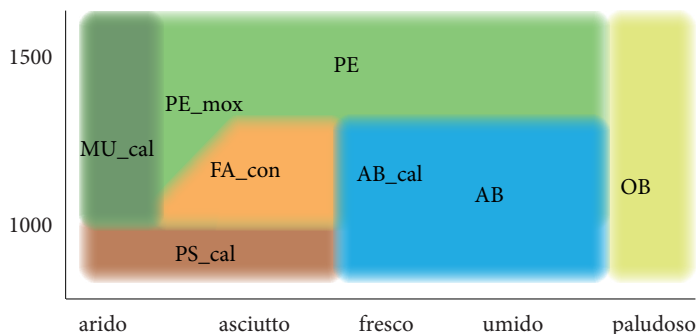 1500
PE
PE_mox
MU_cal
FA_con
AB_cal
AB
OB
1000
PS_cal
arido asciutto fresco umido paludoso